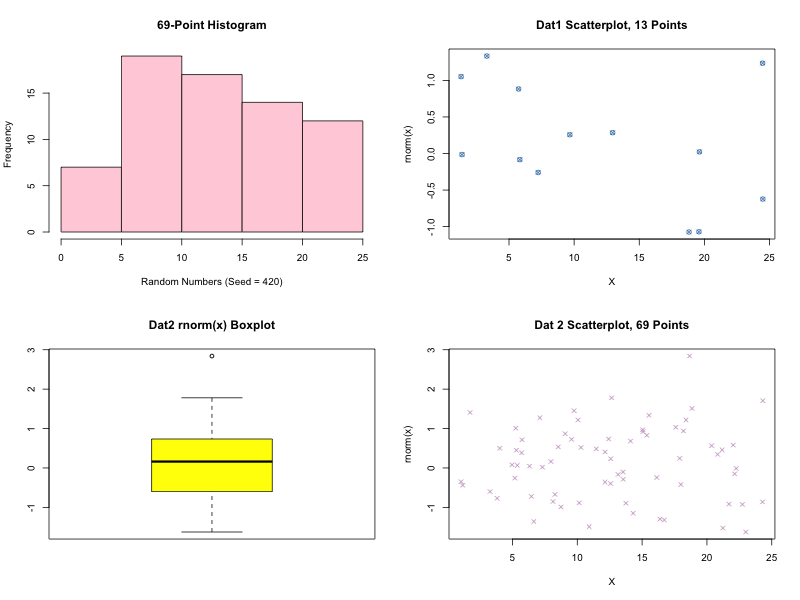 69-Point Histogram
Frequency
0 5 10 15
0 5 10 15 20 25
Random Numbers (Seed = 420)
Dat1 Scatterplot, 13 Points
rnorm(x)
-1.0 -0.5 0.0 0.5 1.0
5 10 15 20 25
X
Dat2 rnorm(x) Boxplot
-1 0 1 2 3
Dat 2 Scatterplot, 69 Points
rnorm(x)
-1 0 1 2 3
5 10 15 20 25
X